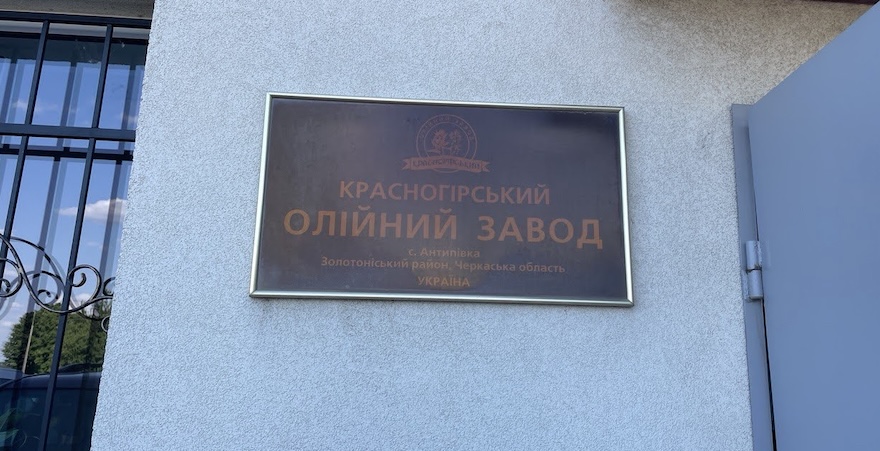 КРАСНОГІРСЬКИЙ
ОЛІЙНИЙ ЗАВОД
с. Антипівка
Золотоніський район, Черкаська область
УКРАЇНА